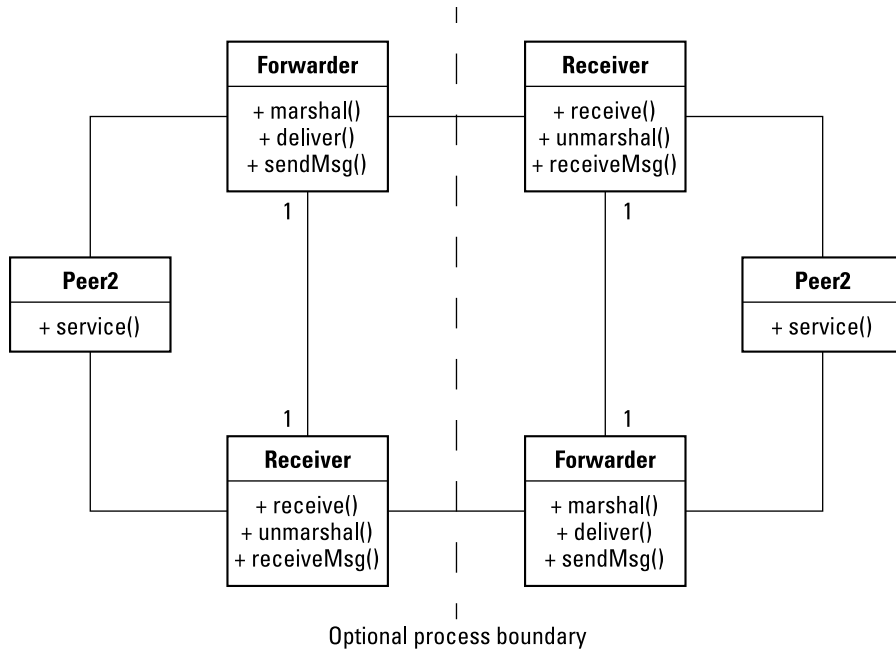 Forwarder
+ marshal()
+ deliver()
+ sendMsg()
Receiver
+ receive()
+ unmarshal()
+ receiveMsg()
1
1
Peer2
+ service()
Peer2
+ service()
1
1
Receiver
+ receive()
+ unmarshal()
+ receiveMsg()
Forwarder
+ marshal()
+ deliver()
+ sendMsg()
Optional process boundary